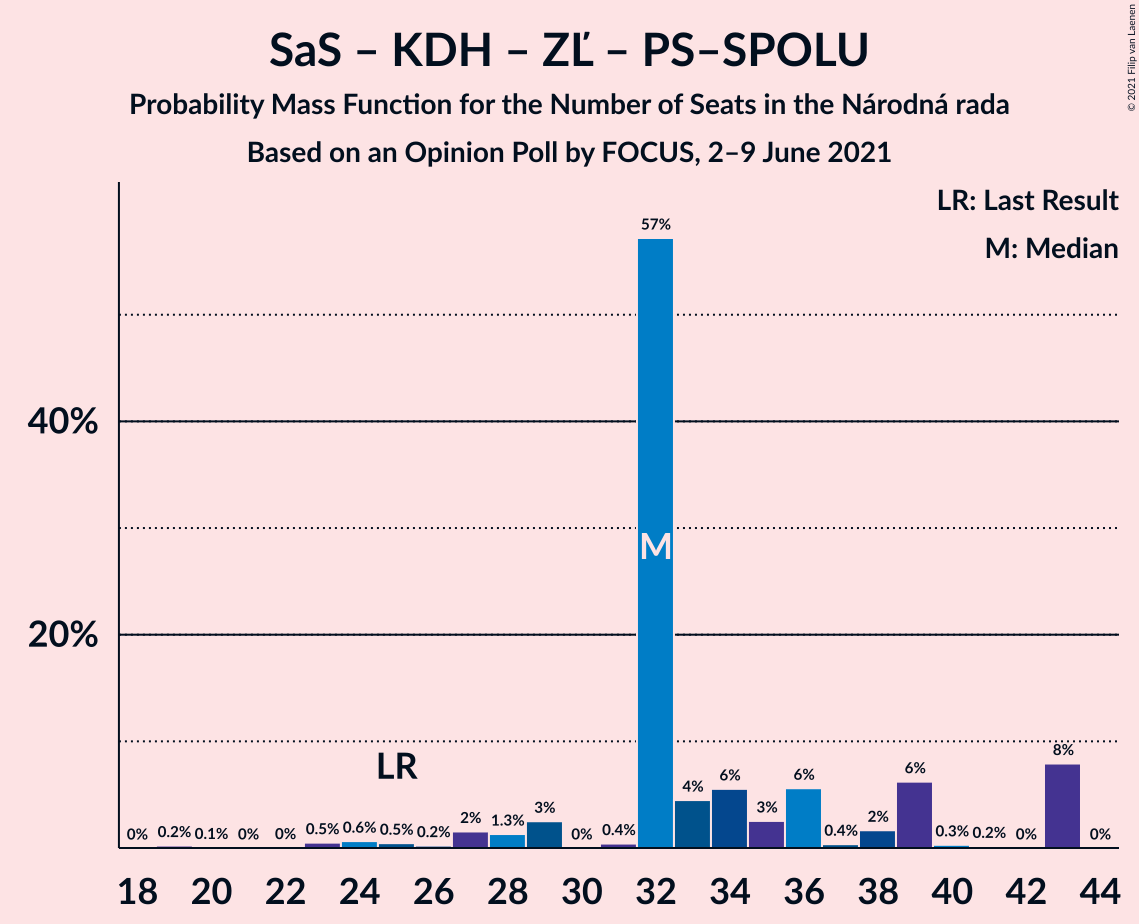 SaS – KDH – ZĽ – PS–SPOLU
Probability Mass Function for the Number of Seats in the Národná rada
Based on an Opinion Poll by FOCUS, 2–9 June 2021
© 2021 Filip van Laenen
LR: Last Result
M: Median
57%
40%
M
20%
LR
0% 0.2% 0.1% 0% 0% 0.5% 0.6% 0.5% 0.2% 2% 1.3% 3% 0% 0.4% 4% 6% 3% 6% 0.4% 2% 6% 0.3% 0.2% 0% 8% 0%
18 20 22 24 26 28 30 32 34 36 38 40 42 44